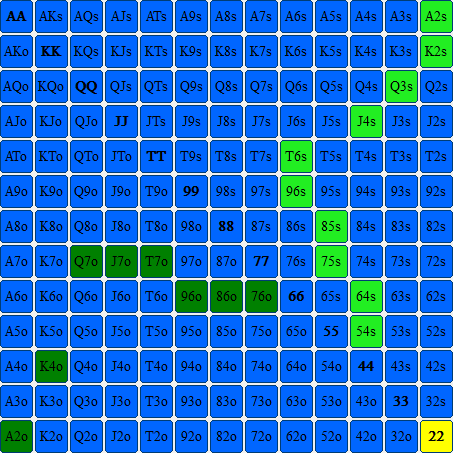 AA AKs AQs AJs ATs A9s A8s A7s A6s A5s A4s A3s A2s
AKo KK KQs KJs KTs K9s K8s K7s K6s K5s K4s K3s K2s
AQo KQo QQ QJs QTs Q9s Q8s Q7s Q6s Q5s Q4s Q3s Q2s
AJo KJo QJo JJ JTs J9s J8s J7s J6s J5s J4s J3s J2s
ATo KTo QTo JTo TT T9s T8s T7s T6s T5s T4s T3s T2s
A9o K9o Q9o J9o T9o 99 98s 97s 96s 95s 94s 93s 92s
A8o K8o Q8o J8o T8o 98o 88 87s 86s 85s 84s 83s 82s
A7o K7o Q7o J7o T7o 97o 87o 77 76s 75s 74s 73s 72s
A6o K6o Q6o J6o T6o 96o 86o 76o 66 65s 64s 63s 62s
A5o K5o Q5o J5o T5o 95o 85o 75o 65o 55 54s 53s 52s
A4o K4o Q4o J4o T4o 94o 84o 74o 64o 54o 44 43s 42s
A3o K3o Q3o J3o T3o 93o 83o 73o 63o 53o 43o 33 32s
A2o K2o Q2o J2o T2o 92o 82o 72o 62o 52o 42o 32o 22